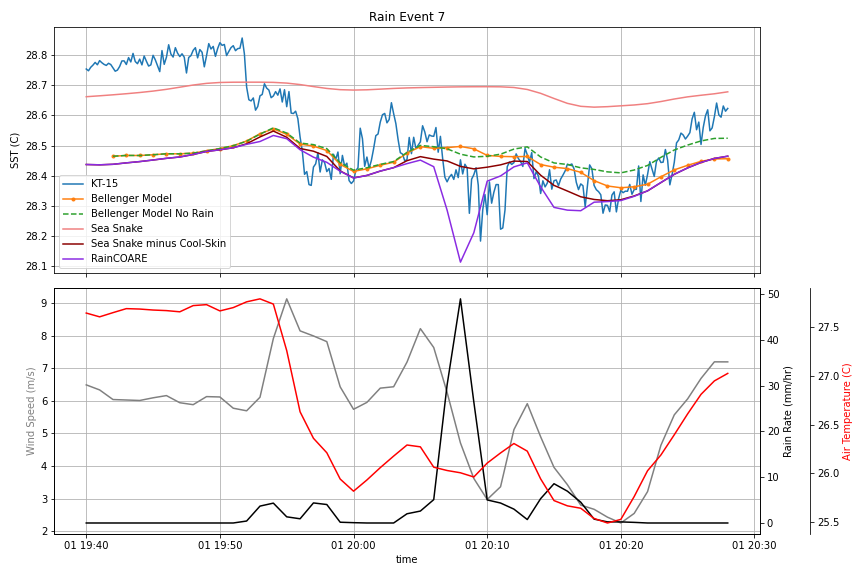 Rain Event 7
SST (C)
28.8
28.7
28.6
28.5
28.4
28.3
28.2
28.1
KT-15
Bellenger Model
Bellenger Model No Rain
Sea Snake
Sea Snake minus Cool-Skin
RainCOARE
Wind Speed (m/s)
9
8
7
6
5
4
3
2
50
40
30
20
10
0
Rain Rate (mm/hr)
27.5
27.0
26.5
26.0
25.5
Air Temperature (C)
01 19:40 01 19:50 01 20:00 01 20:10 01 20:20 01 20:30
time